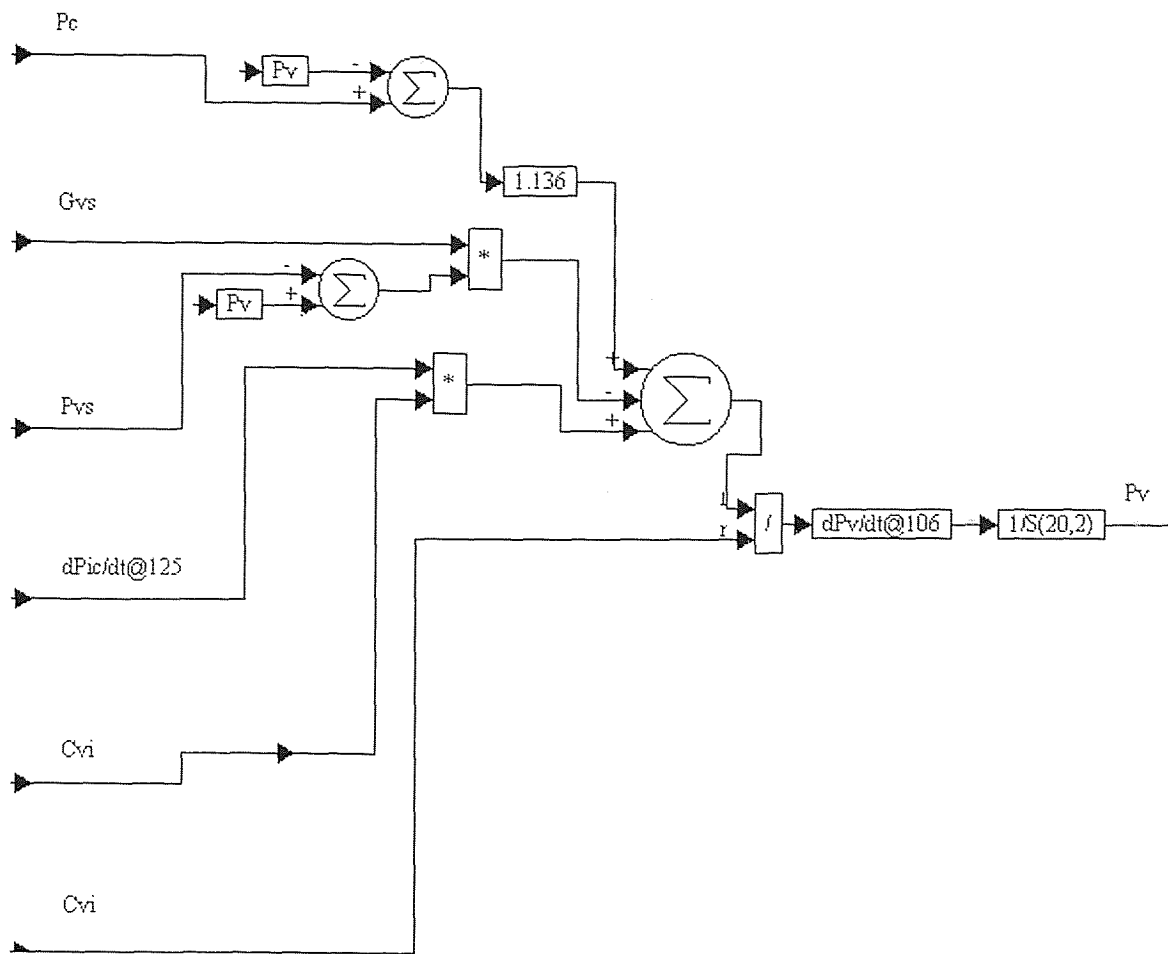 Pc
Pv
-
+
Σ
1.136
Gvs
*
-
+
Pv
Σ
Pvs
*
+
-
+
Σ
dPic/dt@125
l
r
/
dPv/dt@106
1/S(20,2)
Pv
Cvi
Cvi